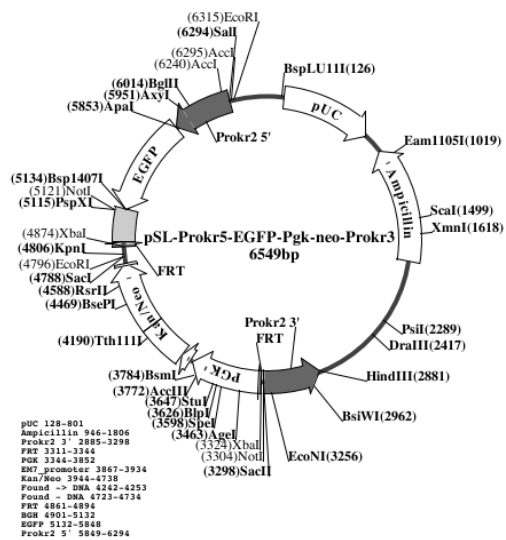 (6315)EcoRI
(6294)SalI
(6295)AccI
(6240)AccI
(6014)BglII
(5951)AxyI
(5853)ApaI
BspLU11I(126)
pUC
Prokr2 5'
Eam1105I(1019)
EGFP
' Ampicillin
(5134)Bsp1407I
(5121)NotI
(5115)PspXI
ScaI(1499)
XmnI(1618)
(4874)XbaI
pSL-Prokr5-EGFP-Pgk-neo-Prokr3
(4806)KpnI
6549bp
(4796)EcoRI
FRT
(4788)SacI
(4588)RsrII
(4469)BsePI
Kan/Neo '
PsiI(2289)
DraIII(2417)
(4190)Tth111I
Prokr2 3'
FRT
HindIII(2881)
(3784)BsmI
PGK'
(3772)AccIII
(3647)StuI
BsiWI(2962)
(3626)BlpI
(3598)SpeI
(3463)AgeI
(3324)XbaI
(3304)NotI
EcoNI(3256)
(3298)SacII
pUC 128-801
Ampicillin 946-1806
Prokr2 3' 2885-3298
FRT 3311-3344
PGK 3344-3852
EM7_promoter 3867-3934
Kan/Neo 3944-4738
Found -> DNA 4242-4253
Found - DNA 4723-4734
FRT 4861-4894
BGH 4901-5132
EGFP 5132-5848
Prokr2 5' 5849-6294